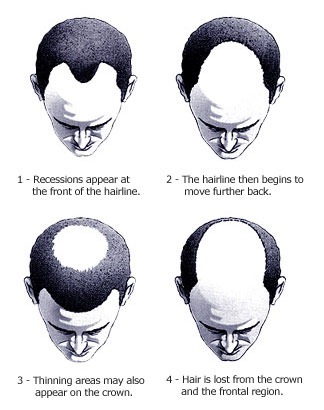 1 - Recessions appear at
the front of the hairline.
2 - The hairline then begins to
move further back.
3 - Thinning areas may also
appear on the crown.
4 - Hair is lost from the crown
and the frontal region.